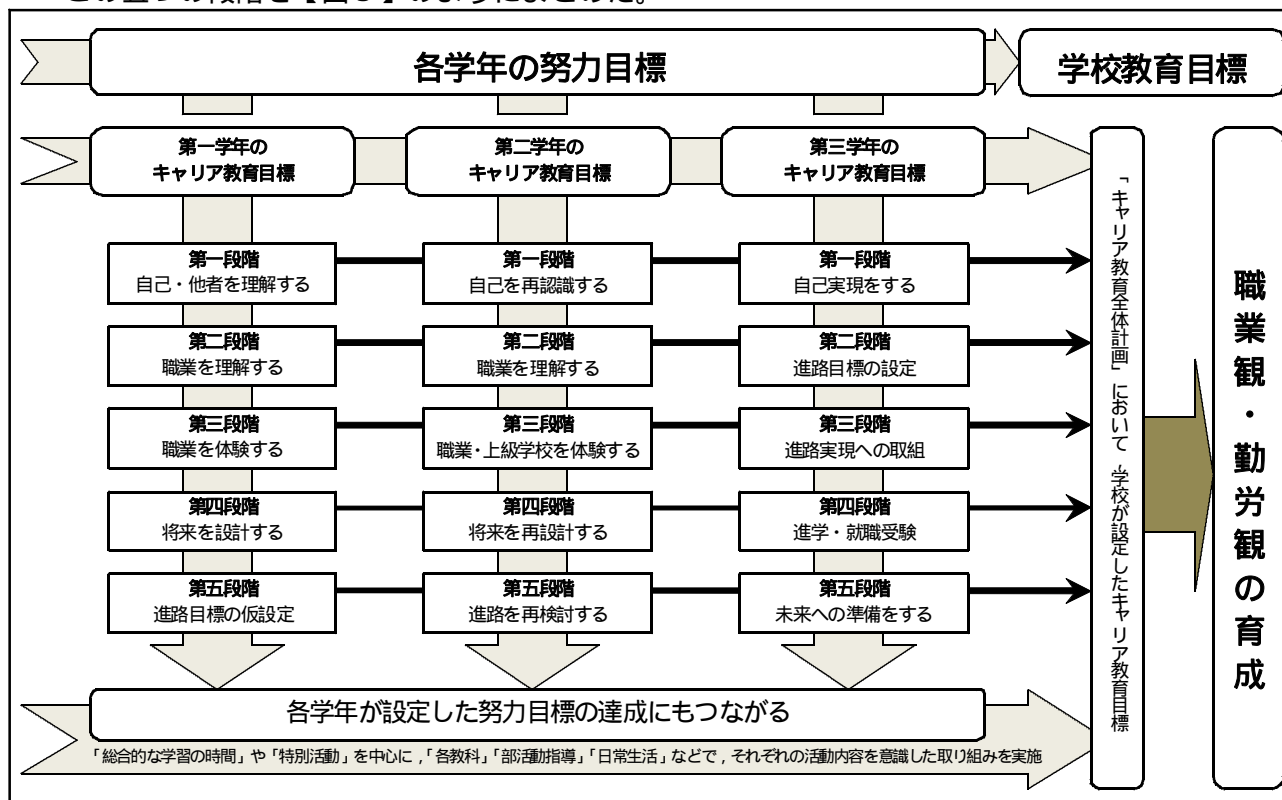 この五つの段階を【図５】のようにまとめた。
各学年の努力目標
学校教育目標
第一学年の
キャリア教育目標
第二学年の
キャリア教育目標
第三学年の
キャリア教育目標
第一段階
自己・他者を理解する
第一段階
自己を再認識する
第一段階
自己実現をする
第二段階
職業を理解する
第二段階
職業を理解する
第二段階
進路目標の設定
第三段階
職業を体験する
第三段階
職業・上級学校を体験する
第三段階
進路実現への取組
第四段階
将来を設計する
第四段階
将来を再設計する
第四段階
進学・就職受験
第五段階
進路目標の仮設定
第五段階
進路を再検討する
第五段階
未来への準備をする
各学年が設定した努力目標の達成にもつながる
「総合的な学習の時間」や「特別活動」を中心に，「各教科」「部活動指導」「日常生活」などで，それぞれの活動内容を意識した取り組みを実施
「キャリア教育全体計画」において，学校が設定したキャリア教育目標
職業観・勤労観の育成